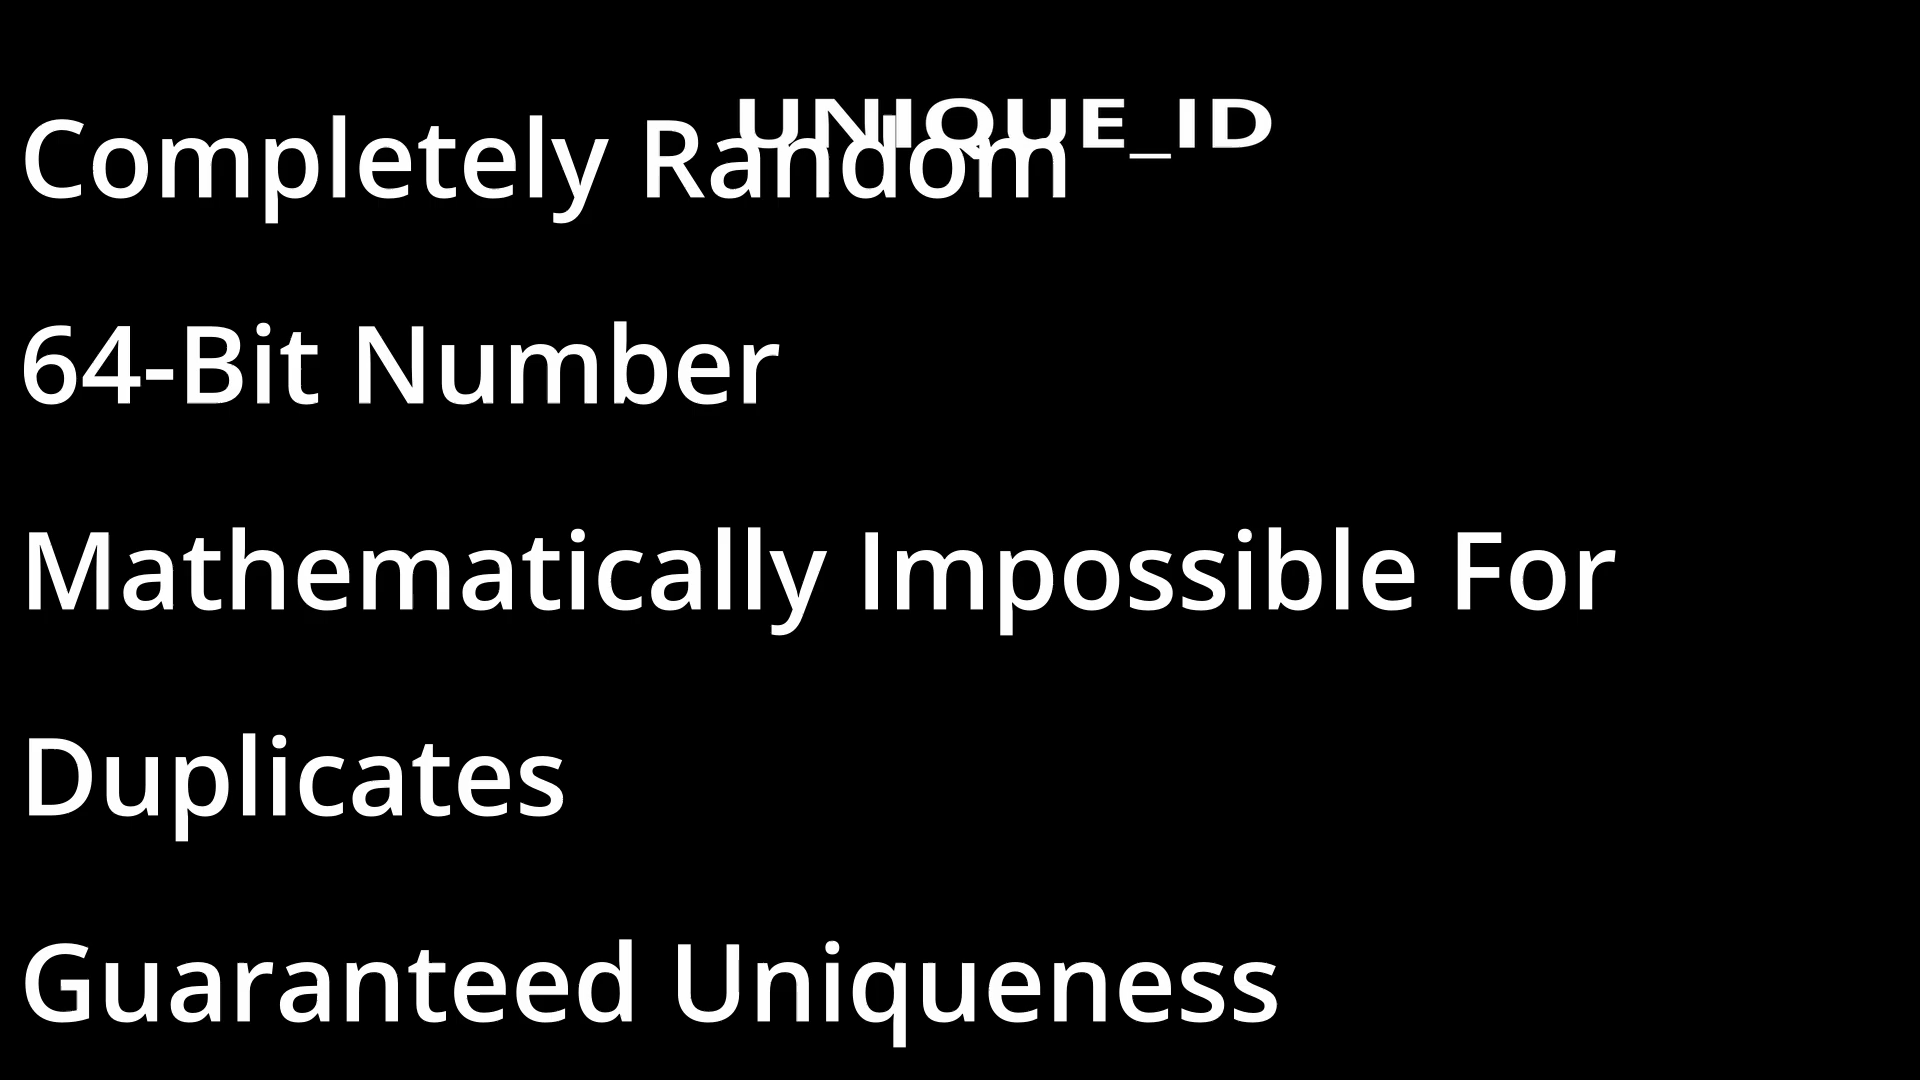 UNIQUE_ID
Completely Random
64-Bit Number
Mathematically Impossible For
Duplicates
Guaranteed Uniqueness